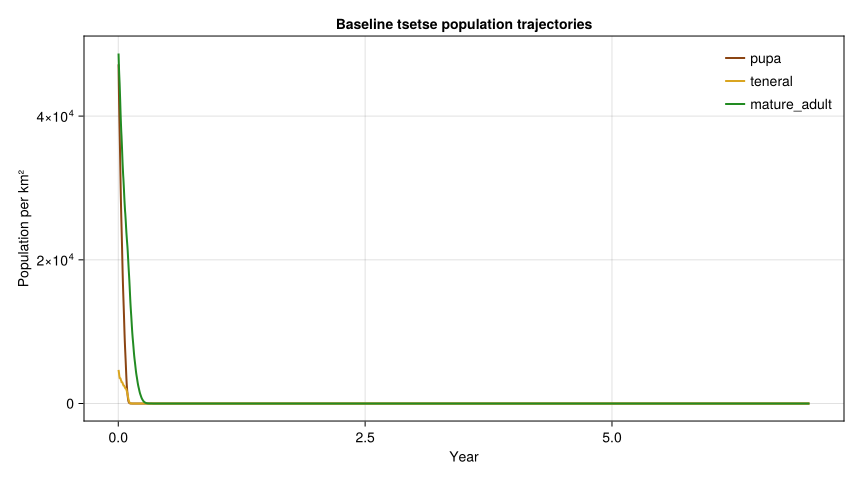 Baseline tsetse population trajectories
pupa
teneral
mature_adult
Population per km²
4×10⁴
2×10⁴
0
0.0
2.5
5.0
Year